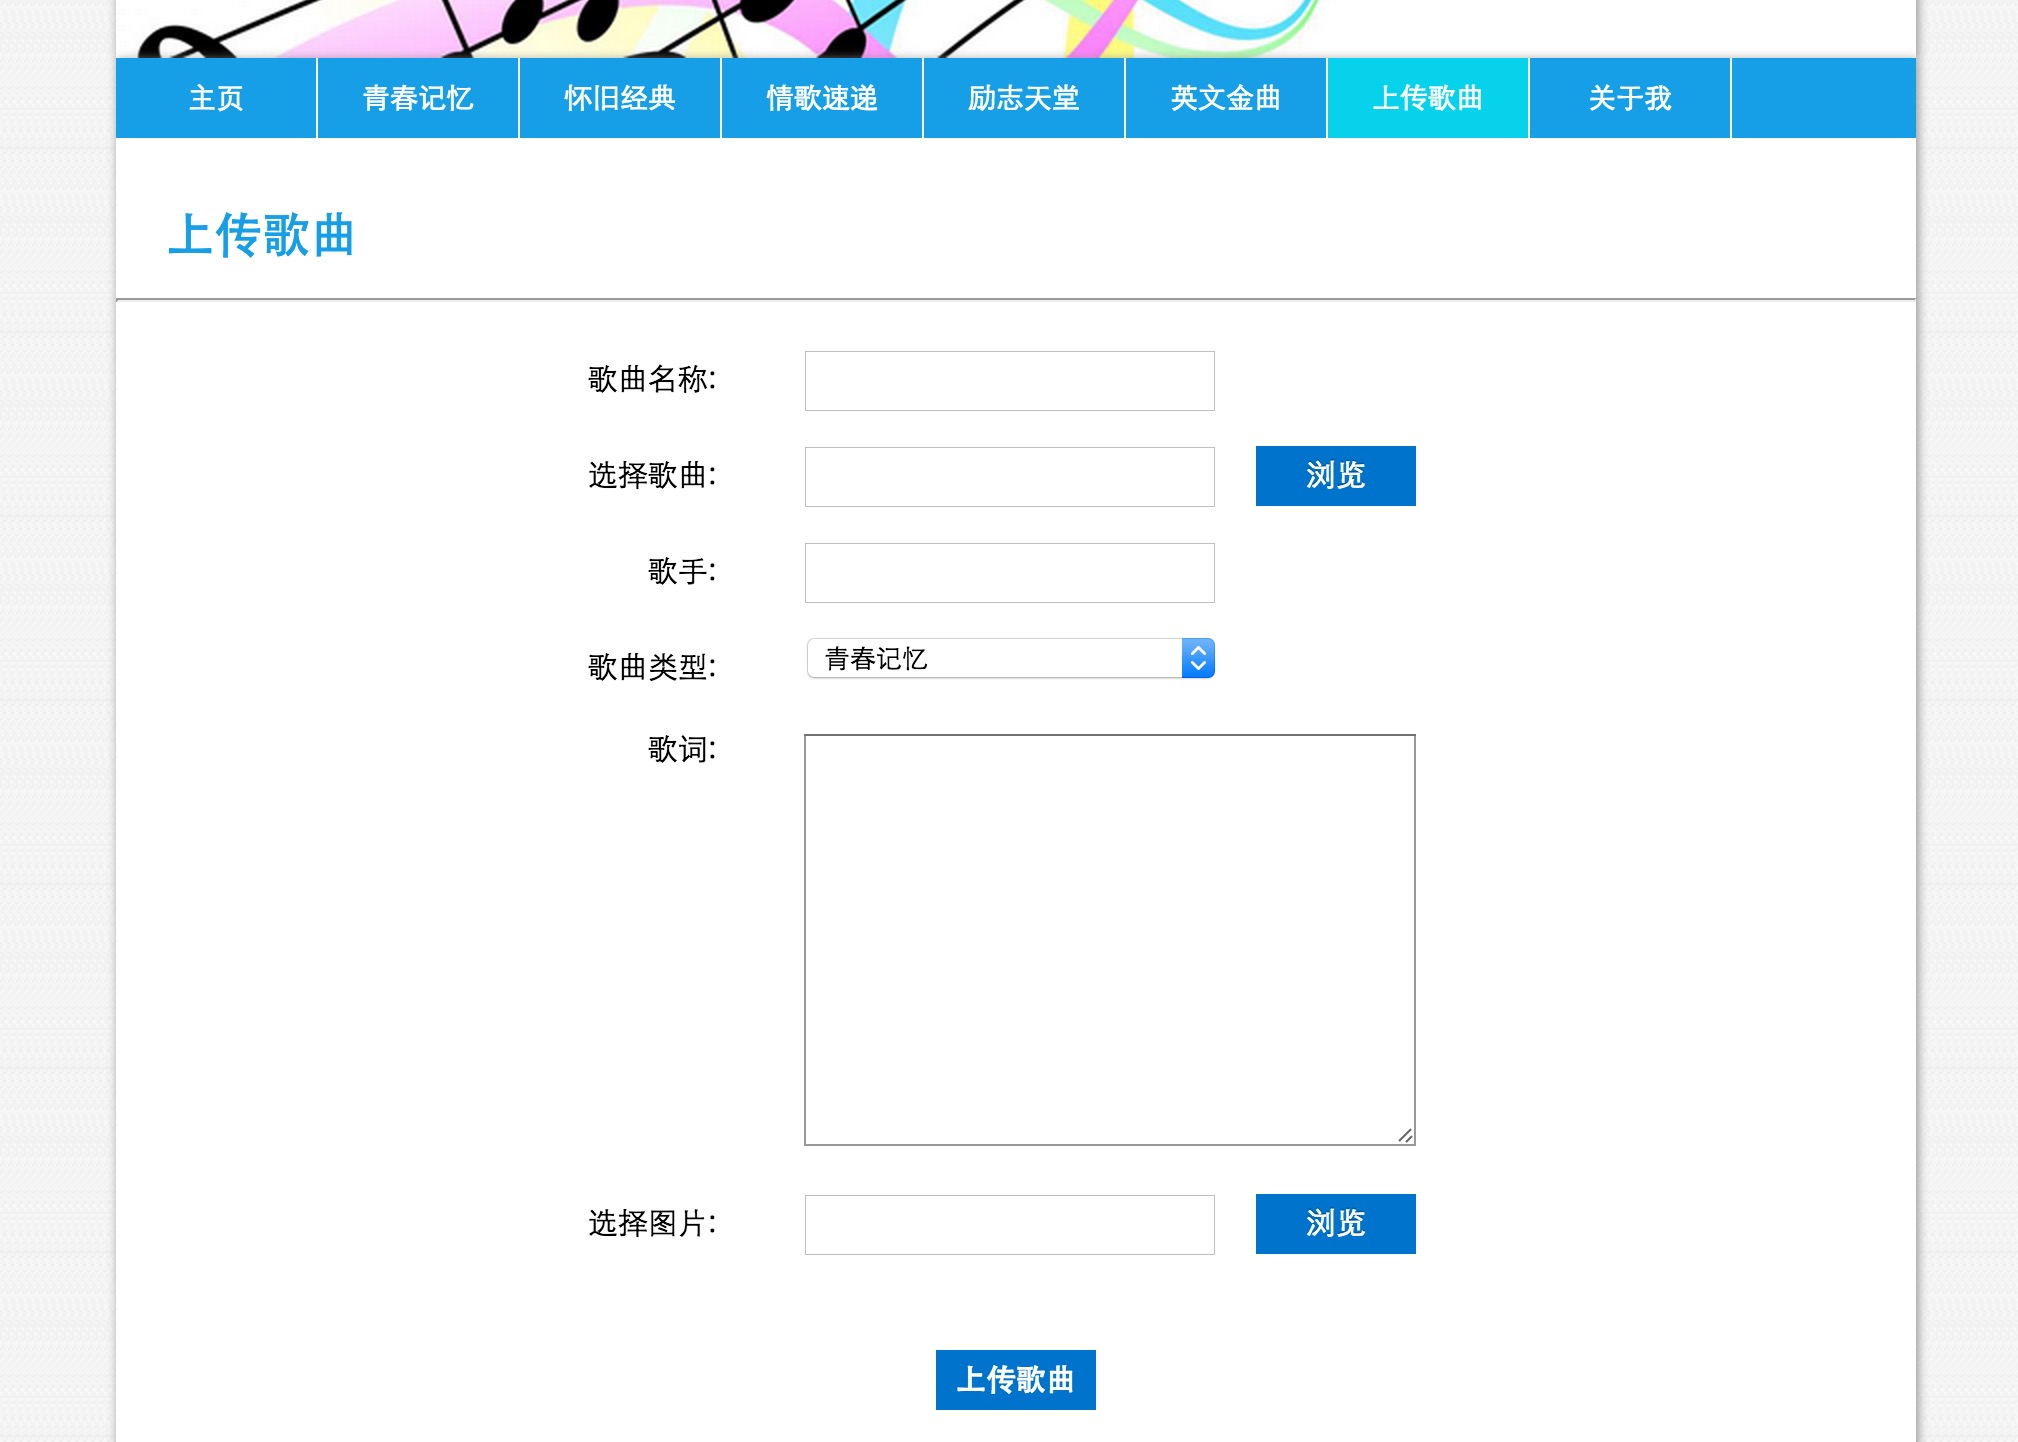 主页 青春记忆 怀旧经典 情歌速递 励志天堂 英文金曲 上传歌曲 关于我
上传歌曲
歌曲名称:
选择歌曲: 浏览
歌手:
歌曲类型: 青春记忆
歌词:
选择图片: 浏览
上传歌曲